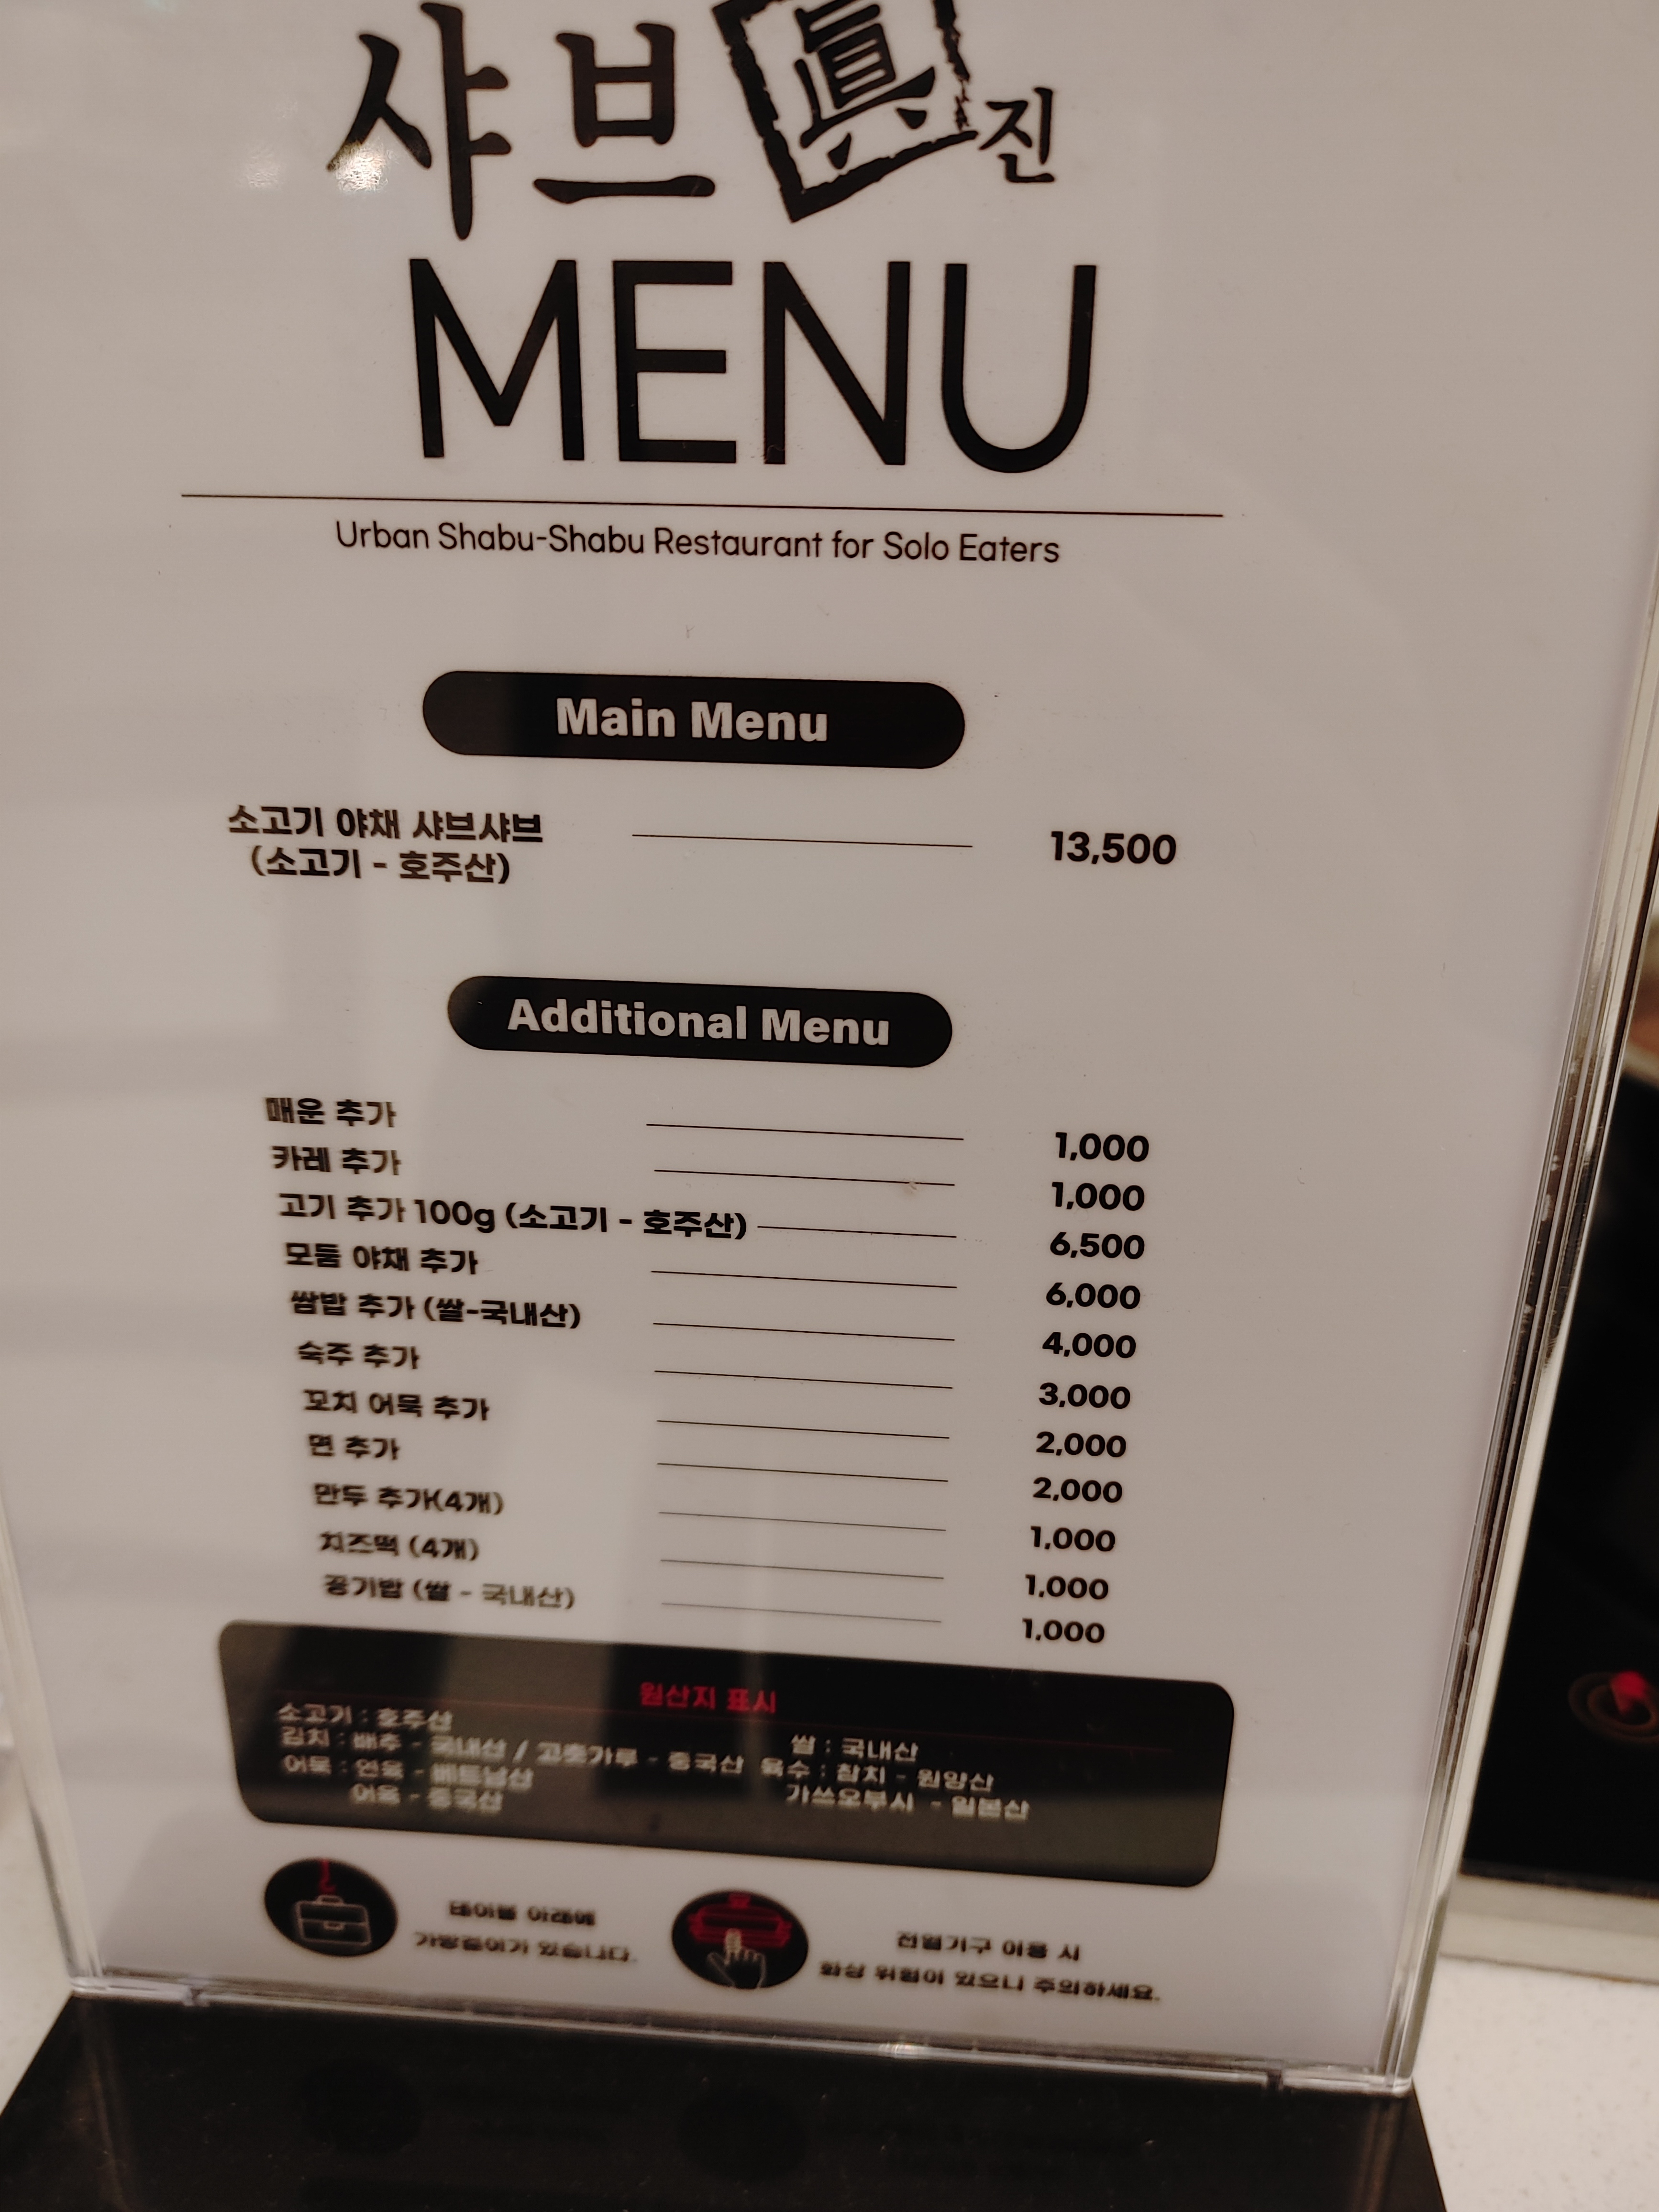 샤브眞진
MENU
Urban Shabu-Shabu Restaurant for Solo Eaters
Main Menu
소고기 야채 샤브샤브 13,500
(소고기 - 호주산)
Additional Menu
매운 추가 1,000
카레 추가 1,000
고기 추가 100g (소고기 - 호주산) 6,500
모둠 야채 추가 6,000
쌈밥 추가 (쌀-국내산) 4,000
숙주 추가 3,000
꼬치 어묵 추가 2,000
면 추가 2,000
만두 추가(4개) 1,000
치즈떡 (4개) 1,000
공기밥 (쌀 - 국내산) 1,000
원산지 표시
소고기 : 호주산 쌀 : 국내산
김치 : 배추 - 국내산 / 고춧가루 - 중국산 육수 : 참치 - 원양산
어묵 : 연육 - 베트남산 가쓰오부시 - 일본산
어육 - 중국산
테이블 아래에
가방걸이가 있습니다.
전열기구 이용 시
화상 위험이 있으니 주의하세요.